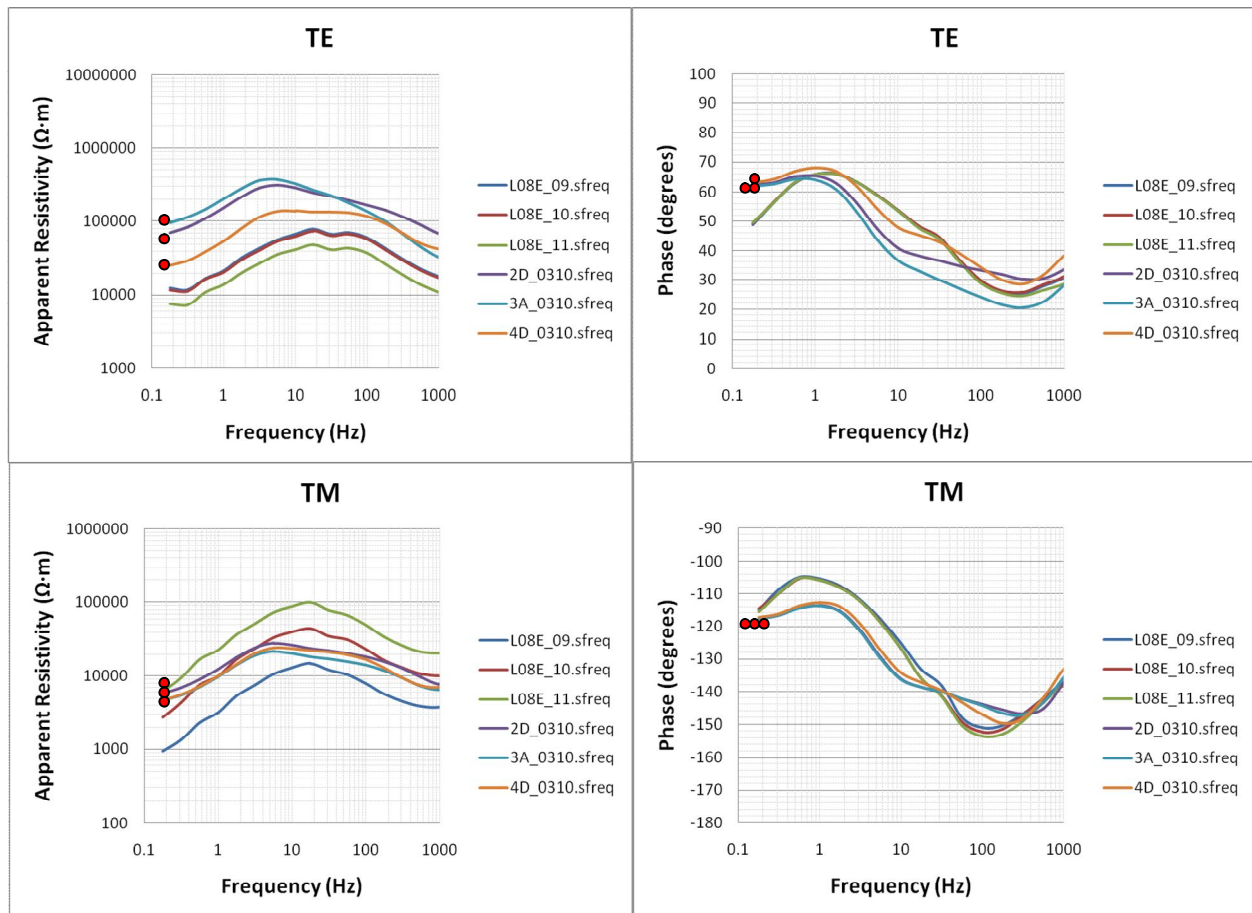 TE
Apparent Resistivity (Ω·m)
10000000
1000000
100000
10000
1000
0.1 1 10 100 1000
Frequency (Hz)
L08E_09.sfreq
L08E_10.sfreq
L08E_11.sfreq
2D_0310.sfreq
3A_0310.sfreq
4D_0310.sfreq
TE
Phase (degrees)
100
90
80
70
60
50
40
30
20
10
0
0.1 1 10 100 1000
Frequency (Hz)
L08E_09.sfreq
L08E_10.sfreq
L08E_11.sfreq
2D_0310.sfreq
3A_0310.sfreq
4D_0310.sfreq
TM
Apparent Resistivity (Ω·m)
1000000
100000
10000
1000
100
0.1 1 10 100 1000
Frequency (Hz)
L08E_09.sfreq
L08E_10.sfreq
L08E_11.sfreq
2D_0310.sfreq
3A_0310.sfreq
4D_0310.sfreq
TM
Phase (degrees)
-90
-100
-110
-120
-130
-140
-150
-160
-170
-180
0.1 1 10 100 1000
Frequency (Hz)
L08E_09.sfreq
L08E_10.sfreq
L08E_11.sfreq
2D_0310.sfreq
3A_0310.sfreq
4D_0310.sfreq